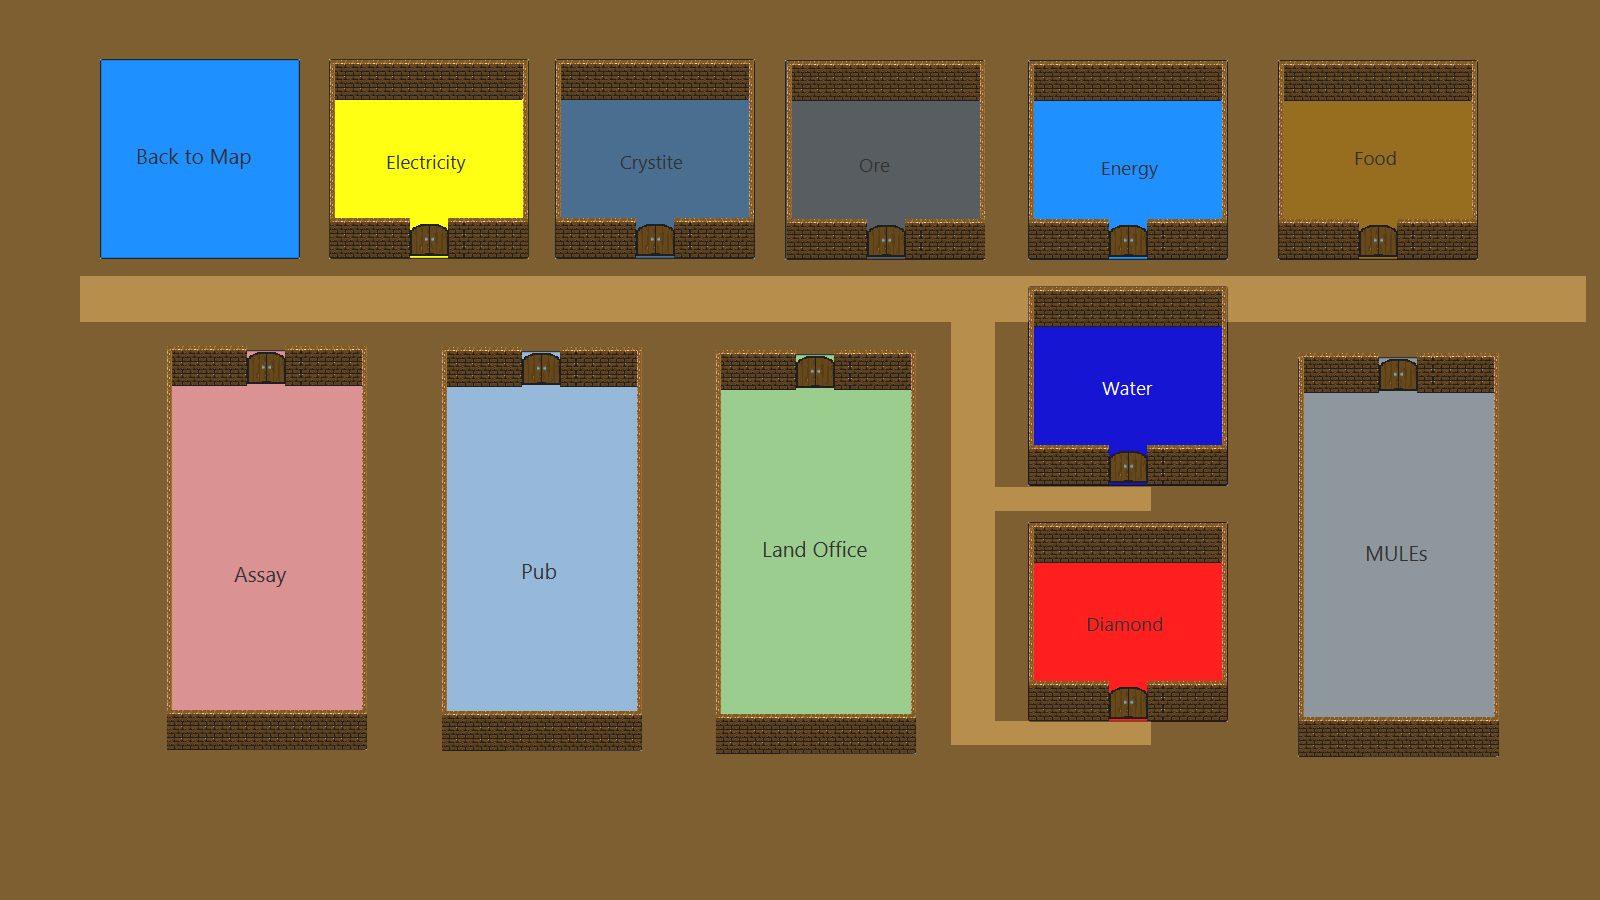 Back to Map
Electricity
Crystite
Ore
Energy
Food
Water
Assay
Pub
Land Office
Diamond
MULEs